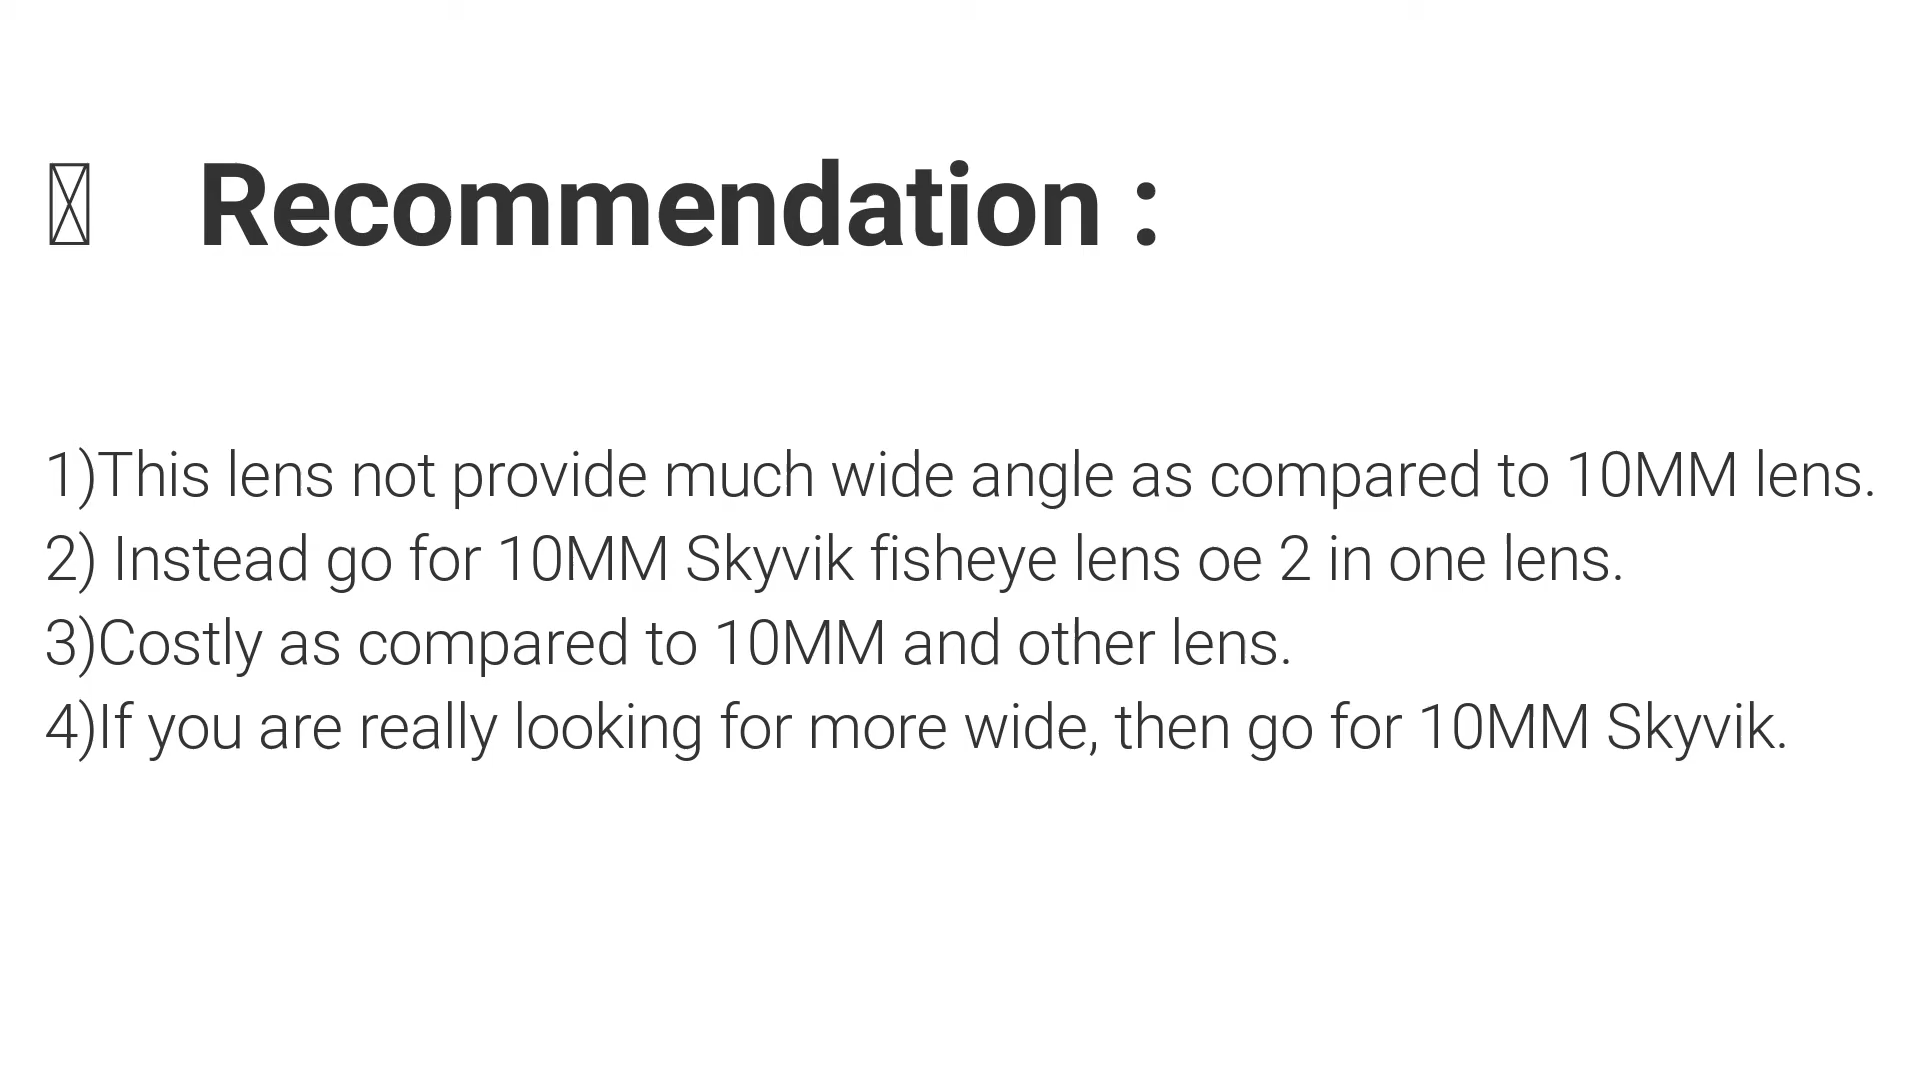 Recommendation :
1)This lens not provide much wide angle as compared to 10MM lens.
2) Instead go for 10MM Skyvik fisheye lens oe 2 in one lens.
3)Costly as compared to 10MM and other lens.
4)If you are really looking for more wide, then go for 10MM Skyvik.